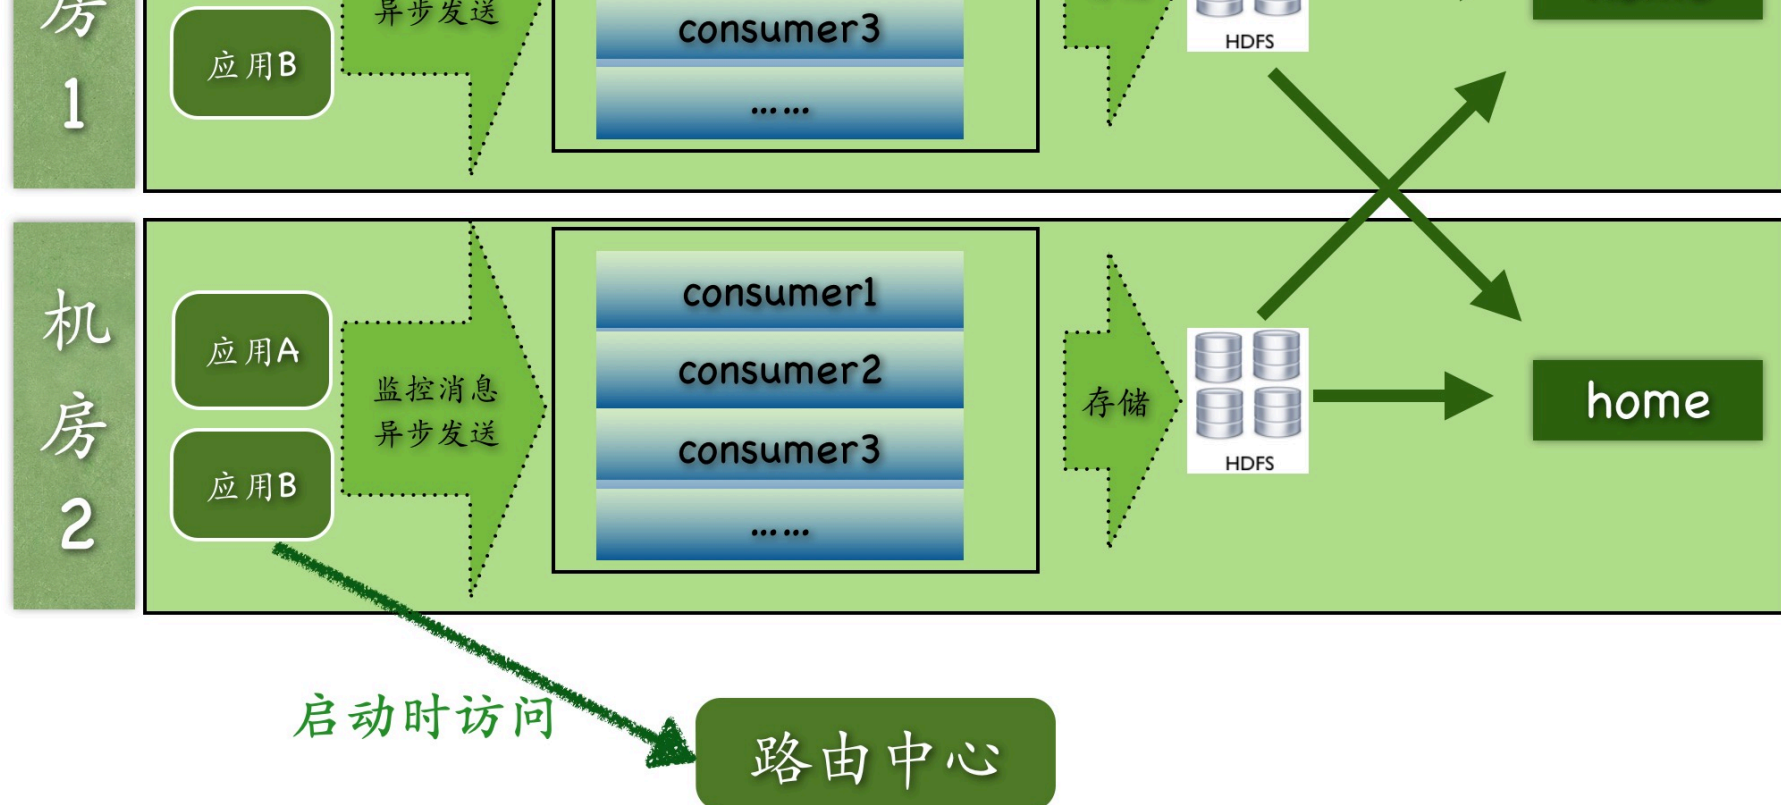 房
1
异步发送
应用B
consumer3
……
HDFS
机
房
2
应用A
应用B
监控消息
异步发送
consumer1
consumer2
consumer3
……
存储
HDFS
home
启动时访问
路由中心